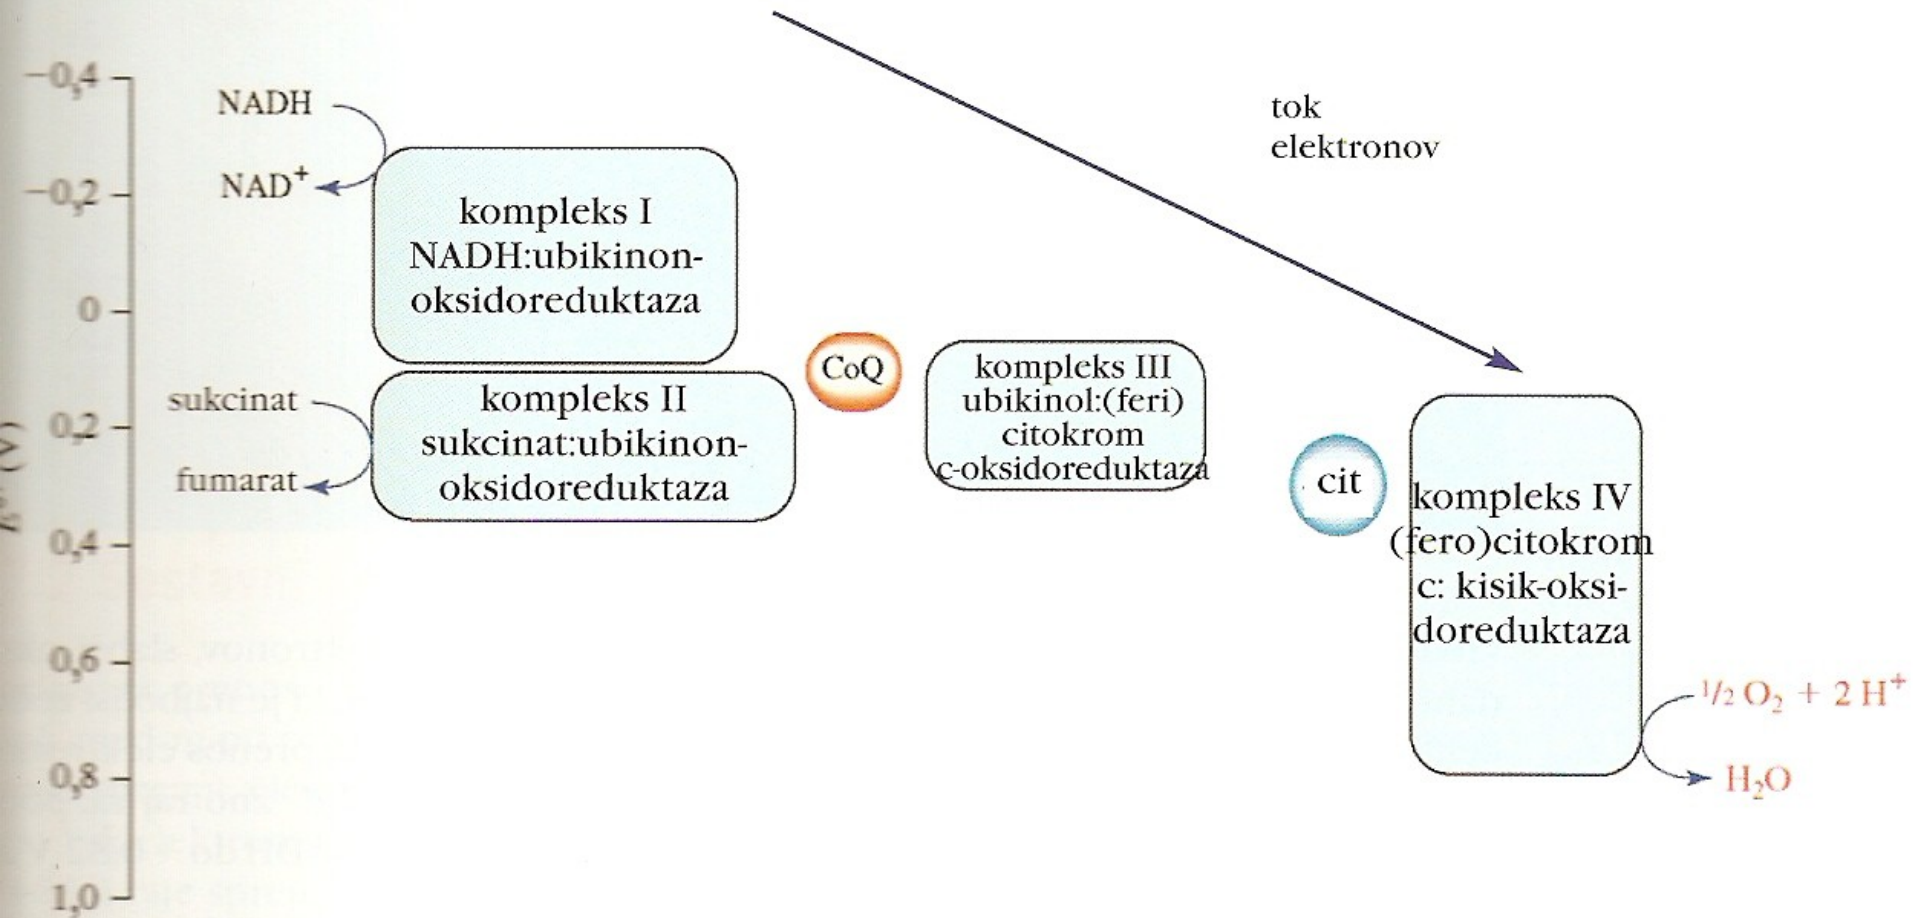 −0,4
−0,2
0
0,2
0,4
0,6
0,8
1,0
(V)
NADH
NAD⁺
kompleks I
NADH:ubikinon-
oksidoreduktaza
sukcinat
fumarat
kompleks II
sukcinat:ubikinon-
oksidoreduktaza
CoQ
kompleks III
ubikinol:(feri)
citokrom
c-oksidoreduktaza
tok
elektronov
cit
kompleks IV
(fero)citokrom
c: kisik-oksi-
doreduktaza
½ O₂ + 2 H⁺
H₂O